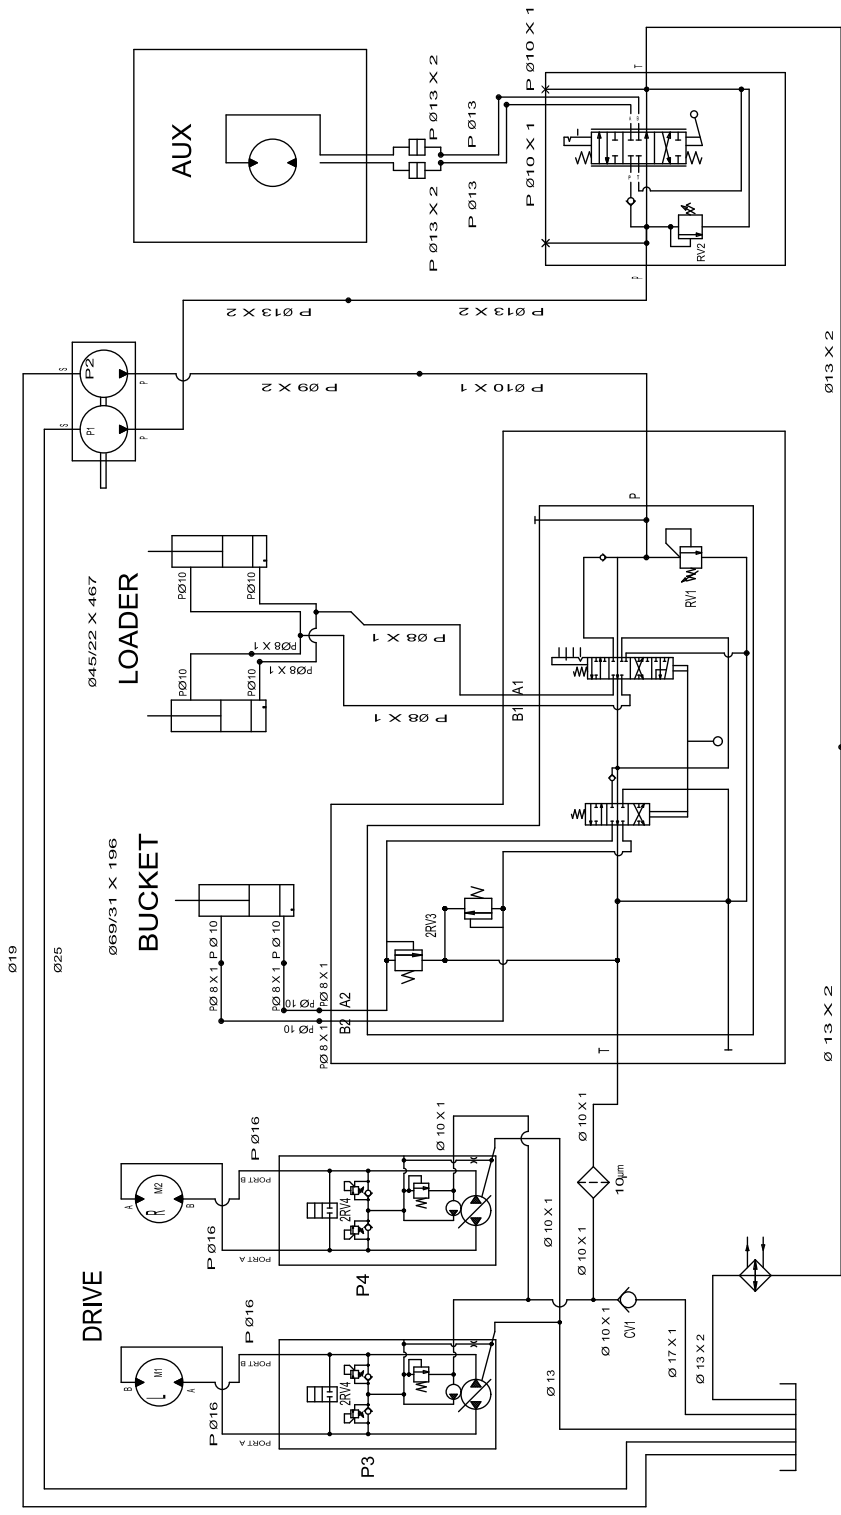 P Ø10 X 1
T
AUX
P Ø13 X 2
P Ø13
A
B
P Ø10 X 1
P
T
P Ø13 X 2
P Ø13
RV2
P
P Ø13 X 2
P Ø13 X 2
Ø13 X 2
S
P2
P
P Ø9 X 2
P Ø10 X 1
S
P1
P
P
LOADER
Ø45/22 X 467
PØ10
PØ10
RV1
PØ8 X 1
P Ø8 X 1
PØ10
PØ10
PØ8 X 1
A1
B1
P Ø8 X 1
BUCKET
Ø69/31 X 196
2RV3
P Ø 10
P Ø 10
PØ 8 X 1
PØ 8 X 1
Ø19
Ø25
PØ 10
PØ 8 X 1
A2
PØ 10
B2
PØ 8 X 1
T
Ø 13 X 2
P Ø16
Ø 10 X 1
Ø 10 X 1
A
M2
R
B
PORT B
2RV4
10µm
P Ø16
PORT A
Ø 10 X 1
Ø 10 X 1
P4
DRIVE
P Ø16
Ø 10 X 1
CV1
B
M1
L
A
PORT B
2RV4
Ø 13
Ø 17 X 1
Ø 13 X 2
P Ø16
PORT A
P3